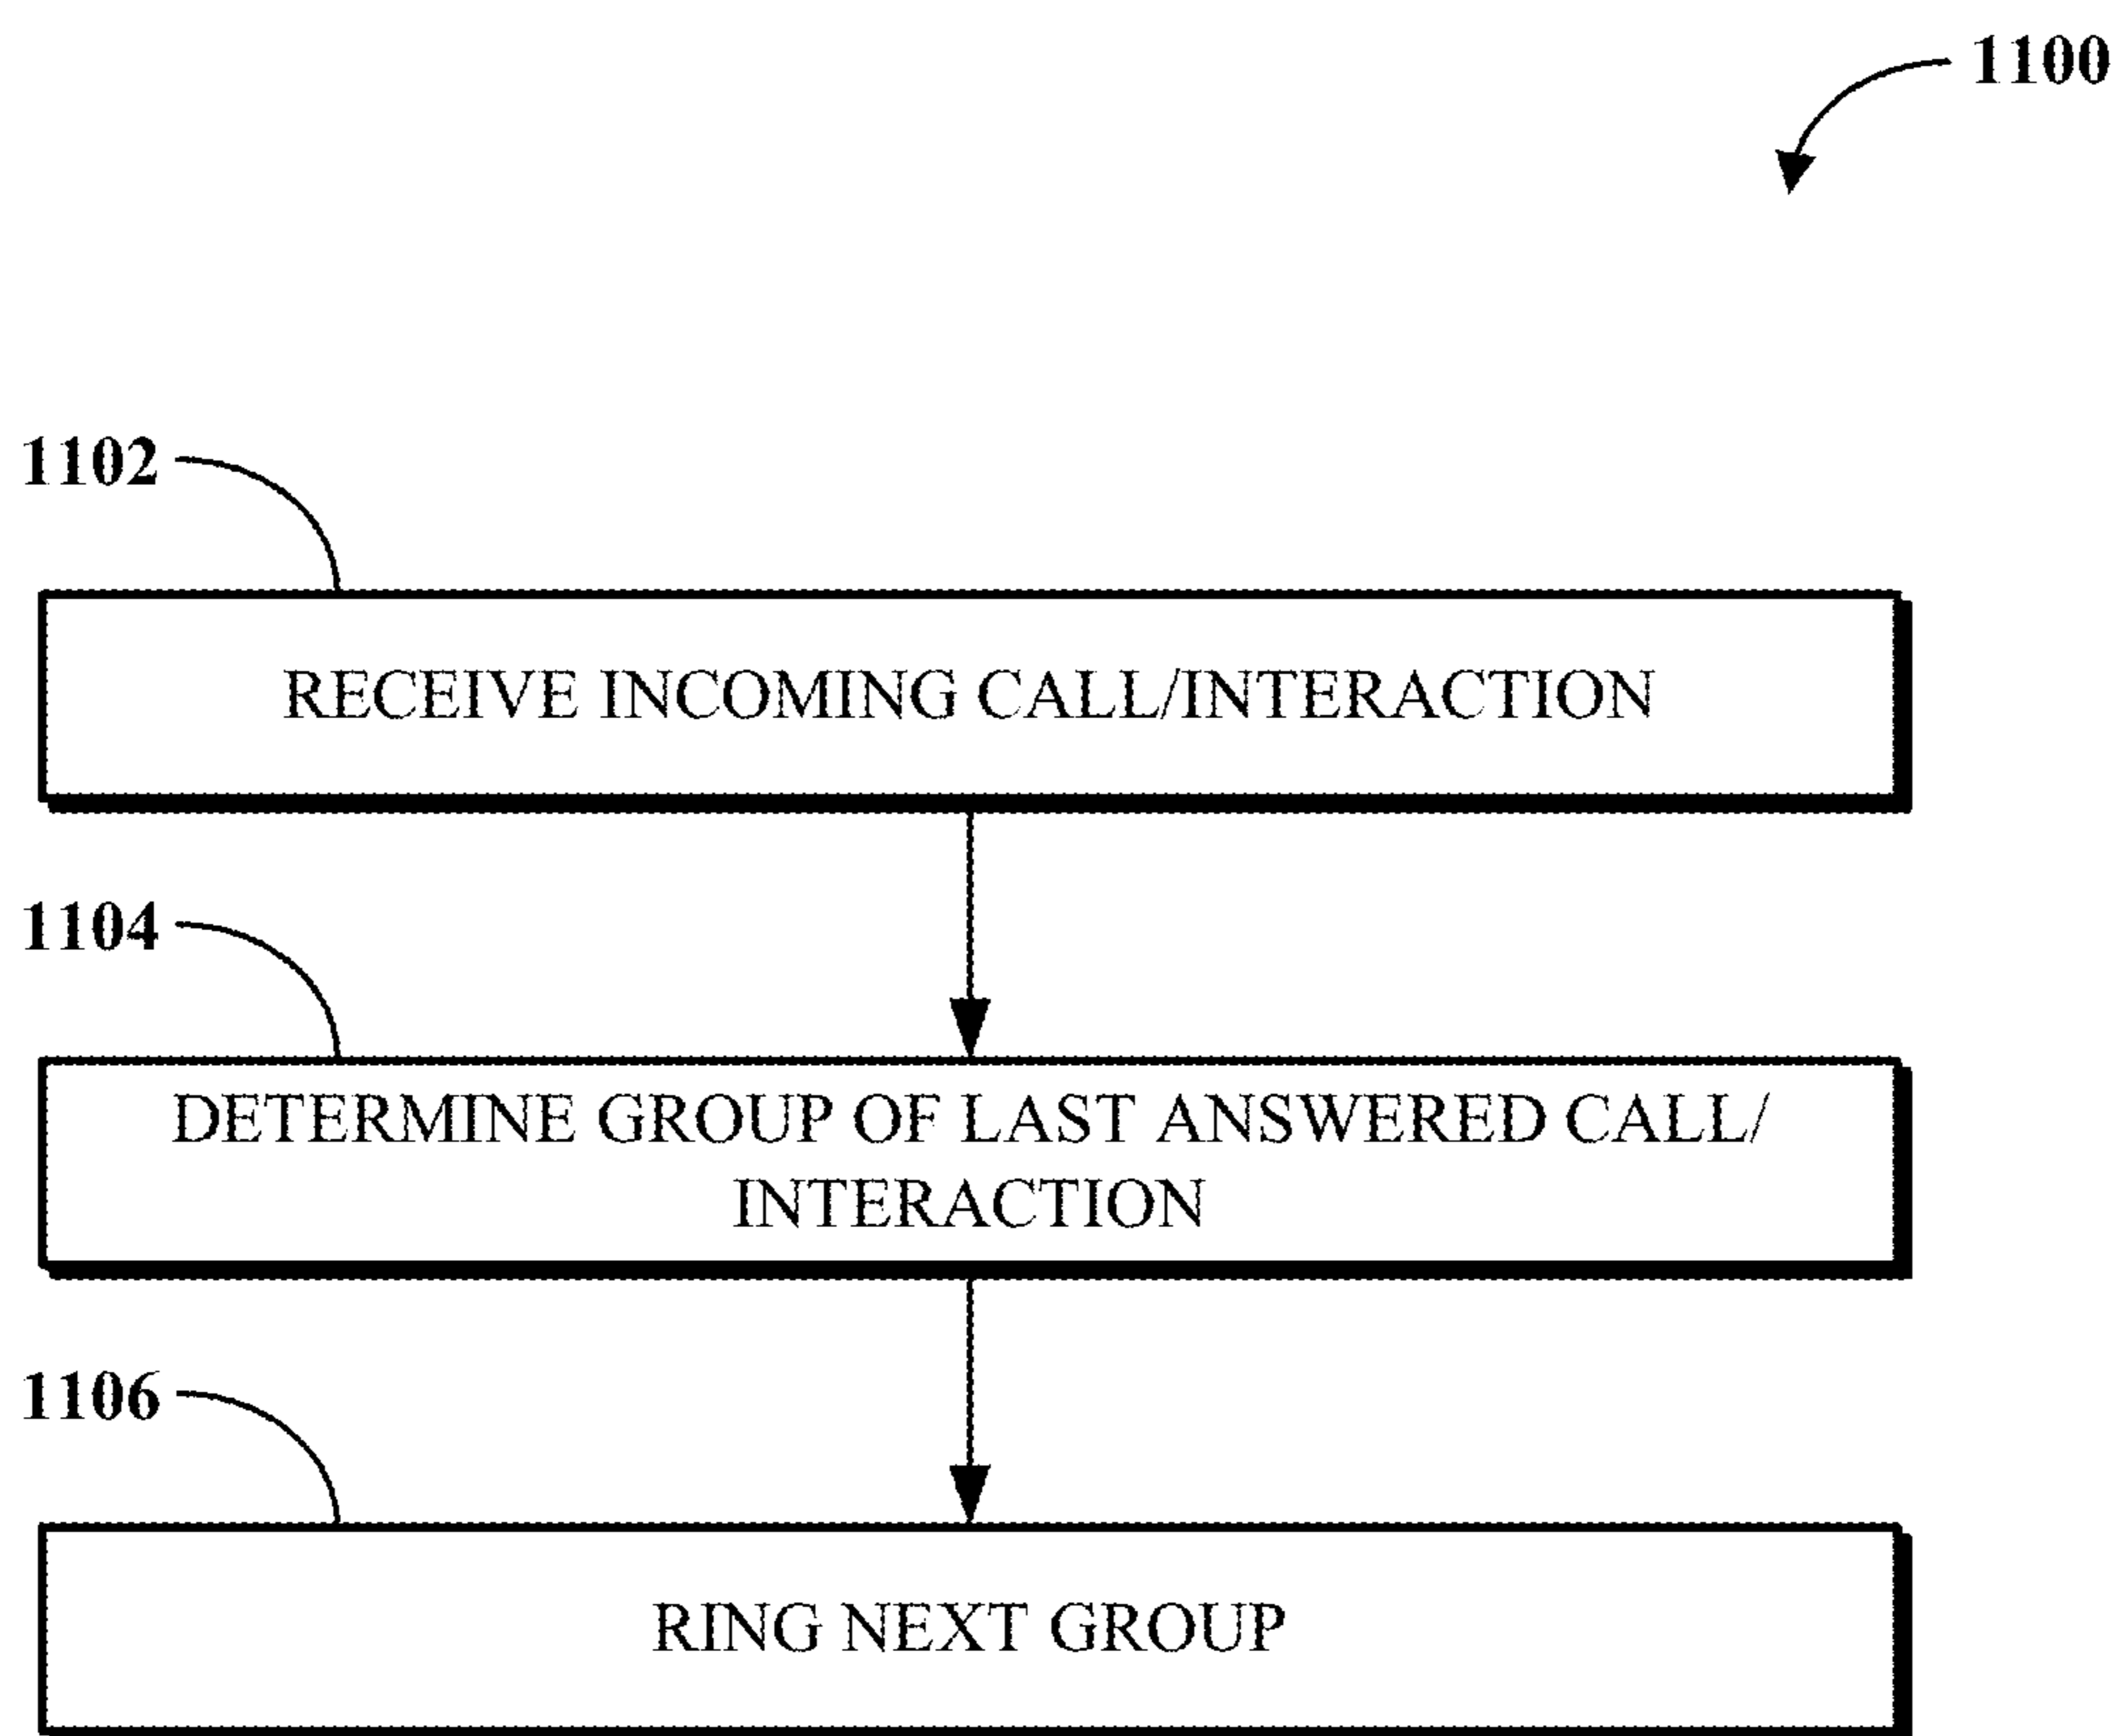 1100
1102
RECEIVE INCOMING CALL/INTERACTION
1104
DETERMINE GROUP OF LAST ANSWERED CALL/
INTERACTION
1106
RING NEXT GROUP